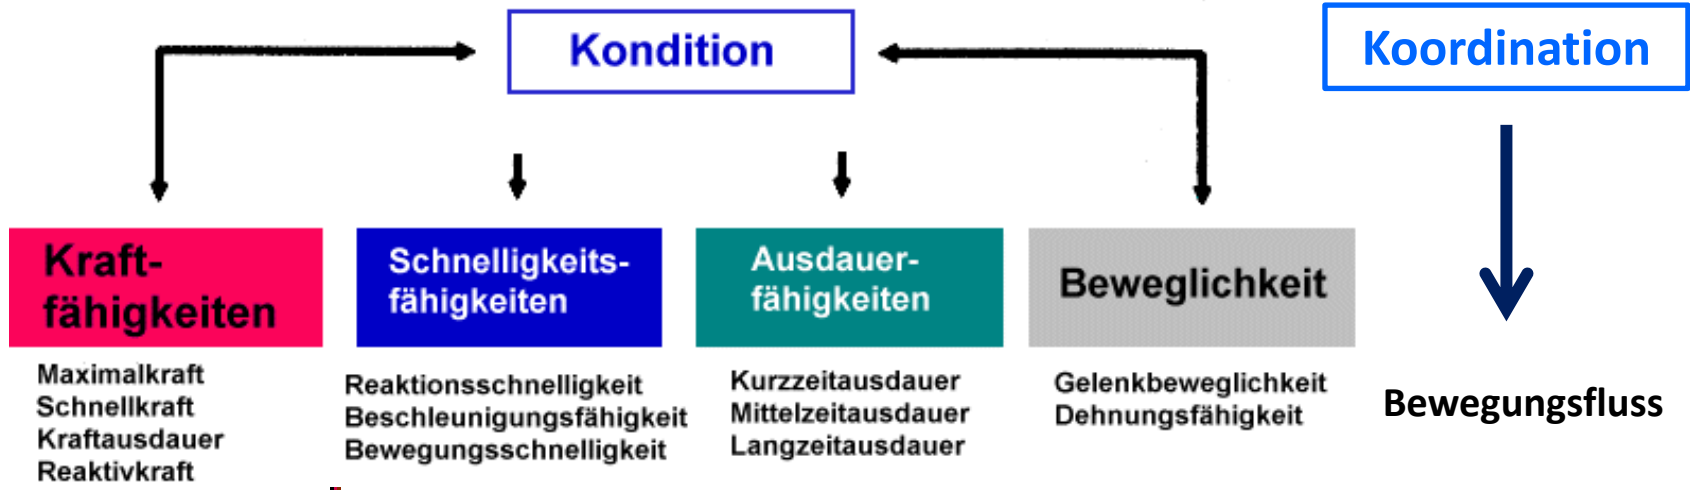 Kondition
Koordination
Kraft-
fähigkeiten
Maximalkraft
Schnellkraft
Kraftausdauer
Reaktivkraft
Schnelligkeits-
fähigkeiten
Reaktionsschnelligkeit
Beschleunigungsfähigkeit
Bewegungsschnelligkeit
Ausdauer-
fähigkeiten
Kurzzeitausdauer
Mittelzeitausdauer
Langzeitausdauer
Beweglichkeit
Gelenkbeweglichkeit
Dehnungsfähigkeit
Bewegungsfluss